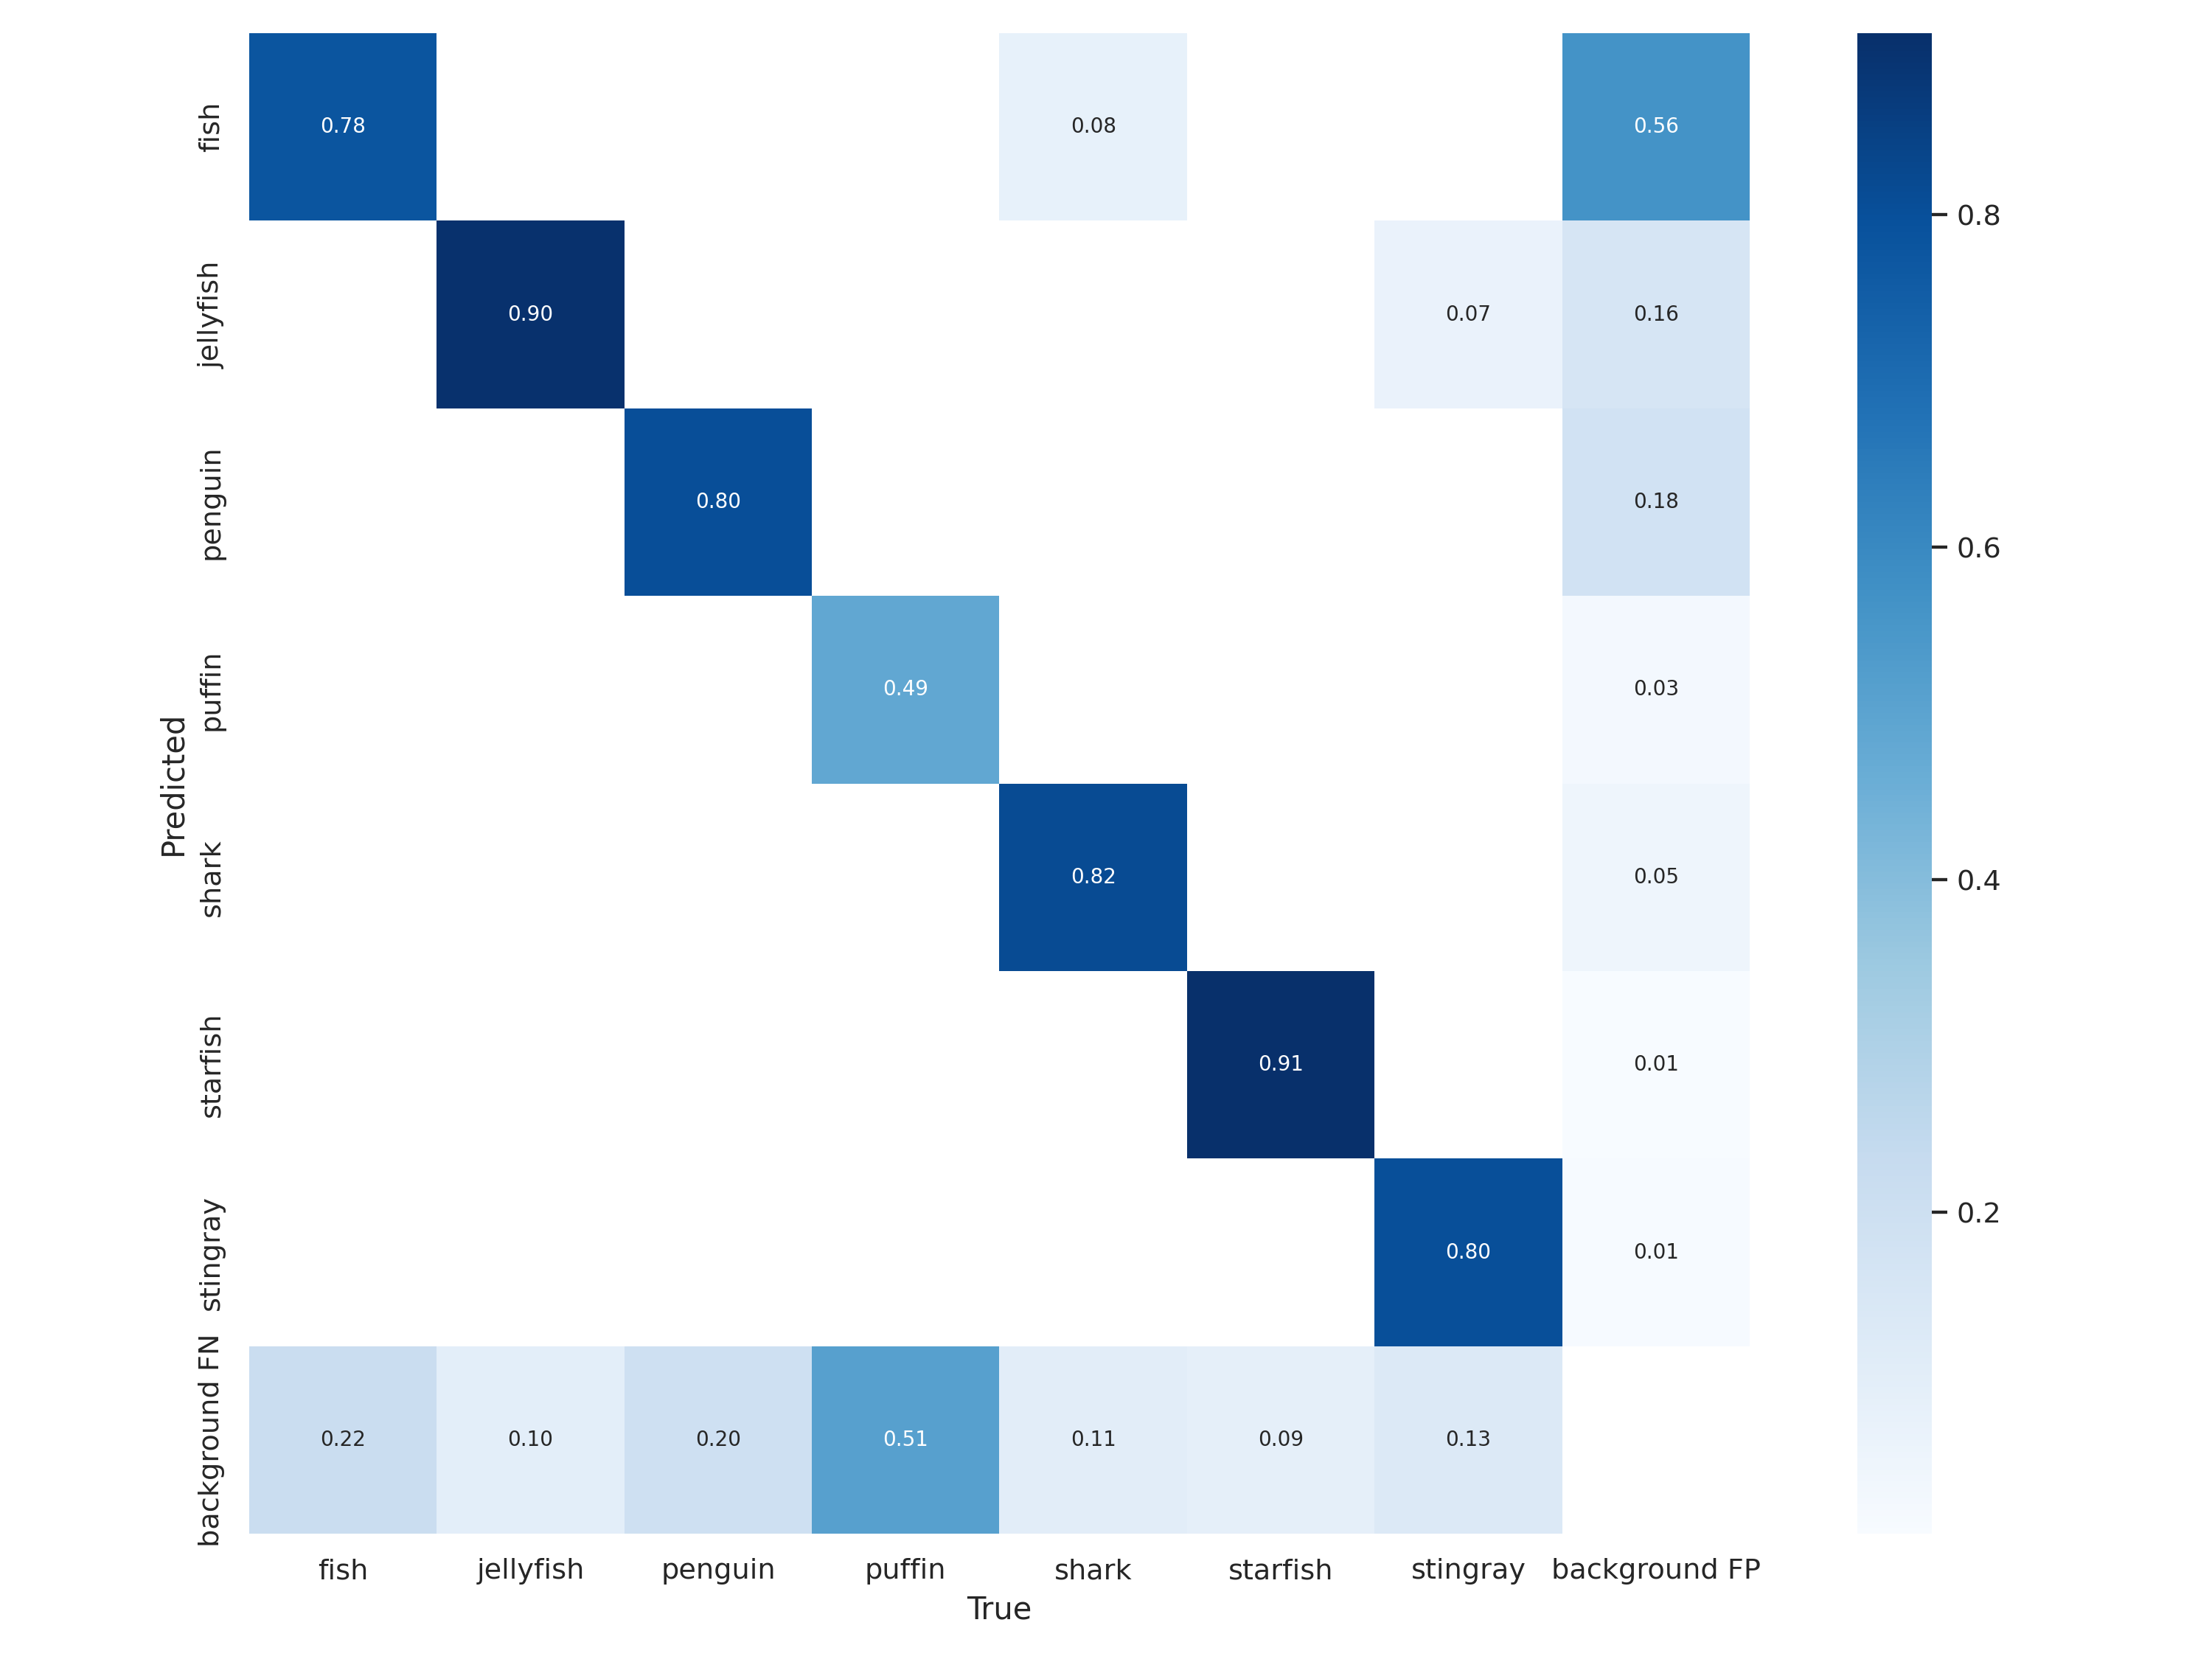 fish 0.78 0.08 0.56
jellyfish 0.90 0.07 0.16
penguin 0.80 0.18
puffin 0.49 0.03
shark 0.82 0.05
starfish 0.91 0.01
stingray 0.80 0.01
background FN 0.22 0.10 0.20 0.51 0.11 0.09 0.13
fish jellyfish penguin puffin shark starfish stingray background FP
True
Predicted
0.8
0.6
0.4
0.2